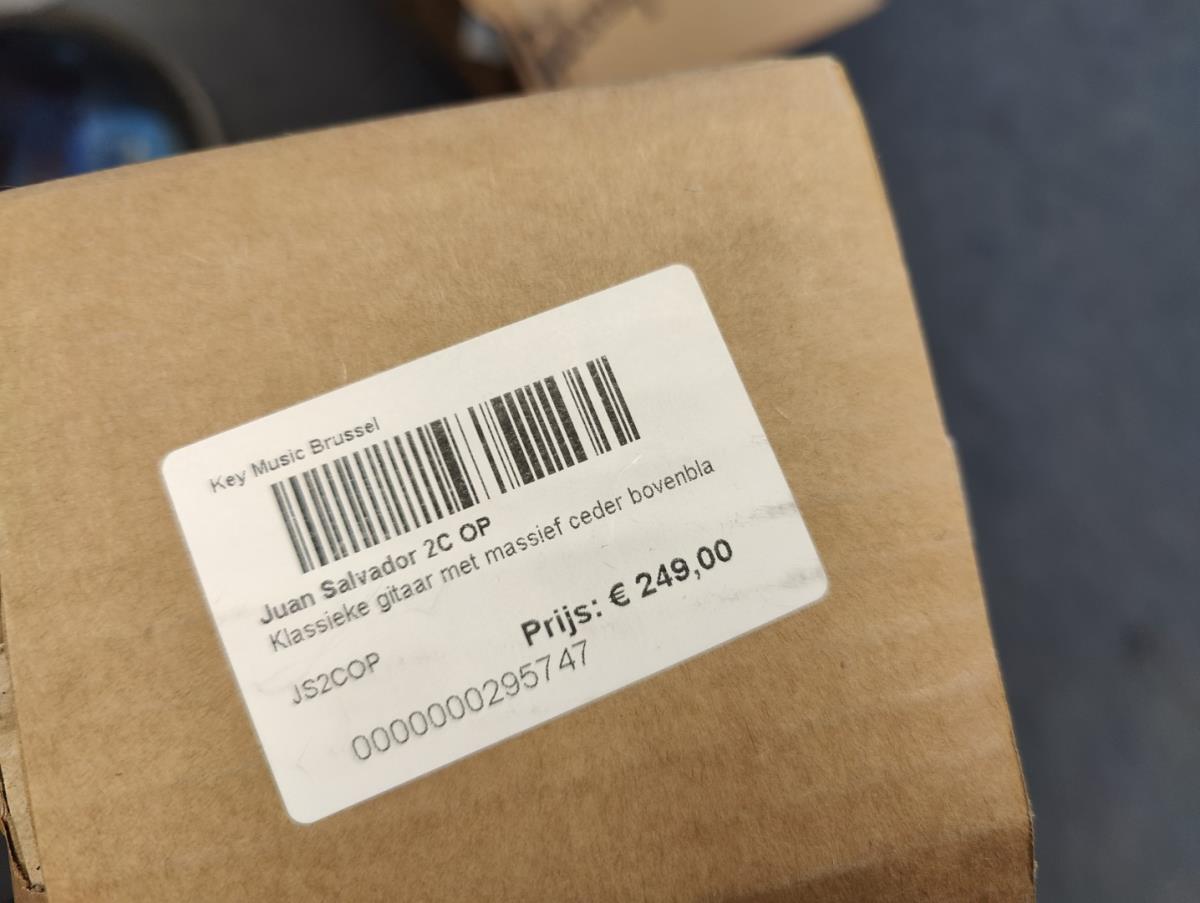 Key Music Brussel
Juan Salvador 2C OP
Klassieke gitaar met massief ceder bovenbla
Prijs: € 249,00
JS2COP
0000000295747